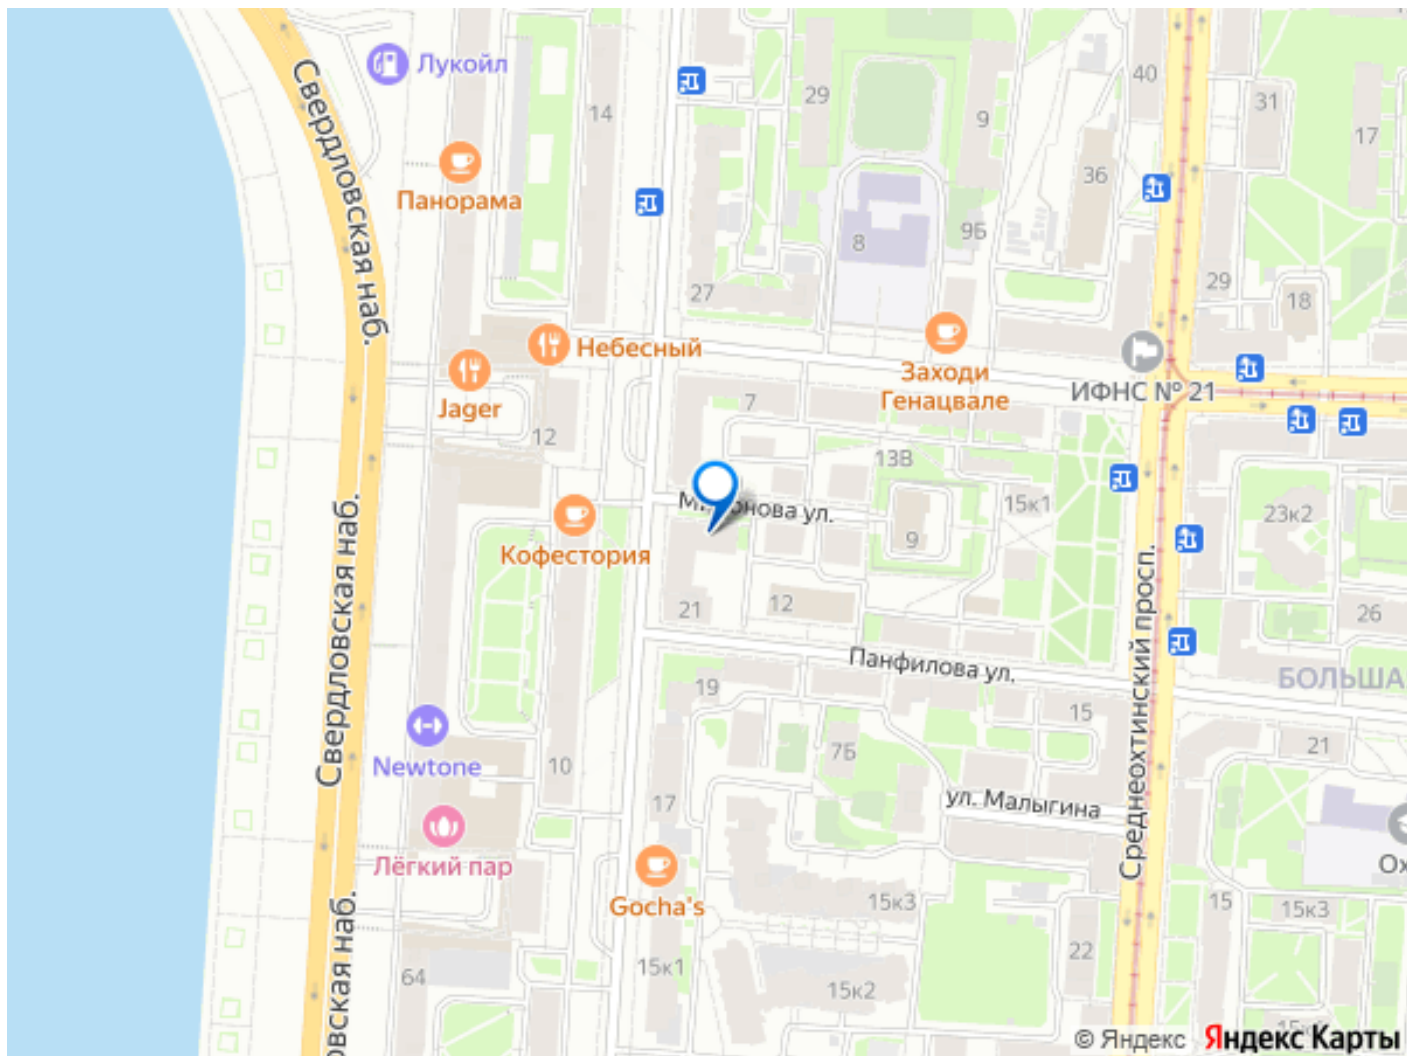 Лукойл
Свердловская наб.
14
29
9
40
31
17
Панорама
36
8
9Б
27
29
18
Небесный
Заходи
Генацвале
ИФНС № 21
Jager
7
12
13В
15к1
23к2
ул.
Кофестория
9
Свердловская наб.
Среднеохтинский просп.
21
12
26
Панфилова ул.
БОЛЬША
19
15
7Б
21
Newtone
10
17
ул. Малыгина
Лёгкий пар
Ох
Gocha's
15к3
15
15к3
22
64
15к1
15к2
вская наб.
© Яндекс Яндекс Карты